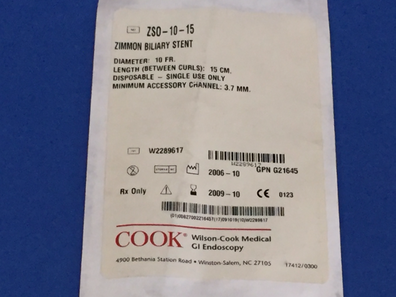 ZSO-10-15
ZIMMON BILIARY STENT
DIAMETER: 10 FR.
LENGTH (BETWEEN CURLS): 15 CM.
DISPOSABLE - SINGLE USE ONLY
MINIMUM ACCESSORY CHANNEL: 3.7 MM.
W2289617
W2289617
2006-10 GPN G21645
Rx Only 2009-10 CE 0123
COOK® Wilson-Cook Medical
GI Endoscopy
4900 Bethania Station Road • Winston-Salem, NC 27105